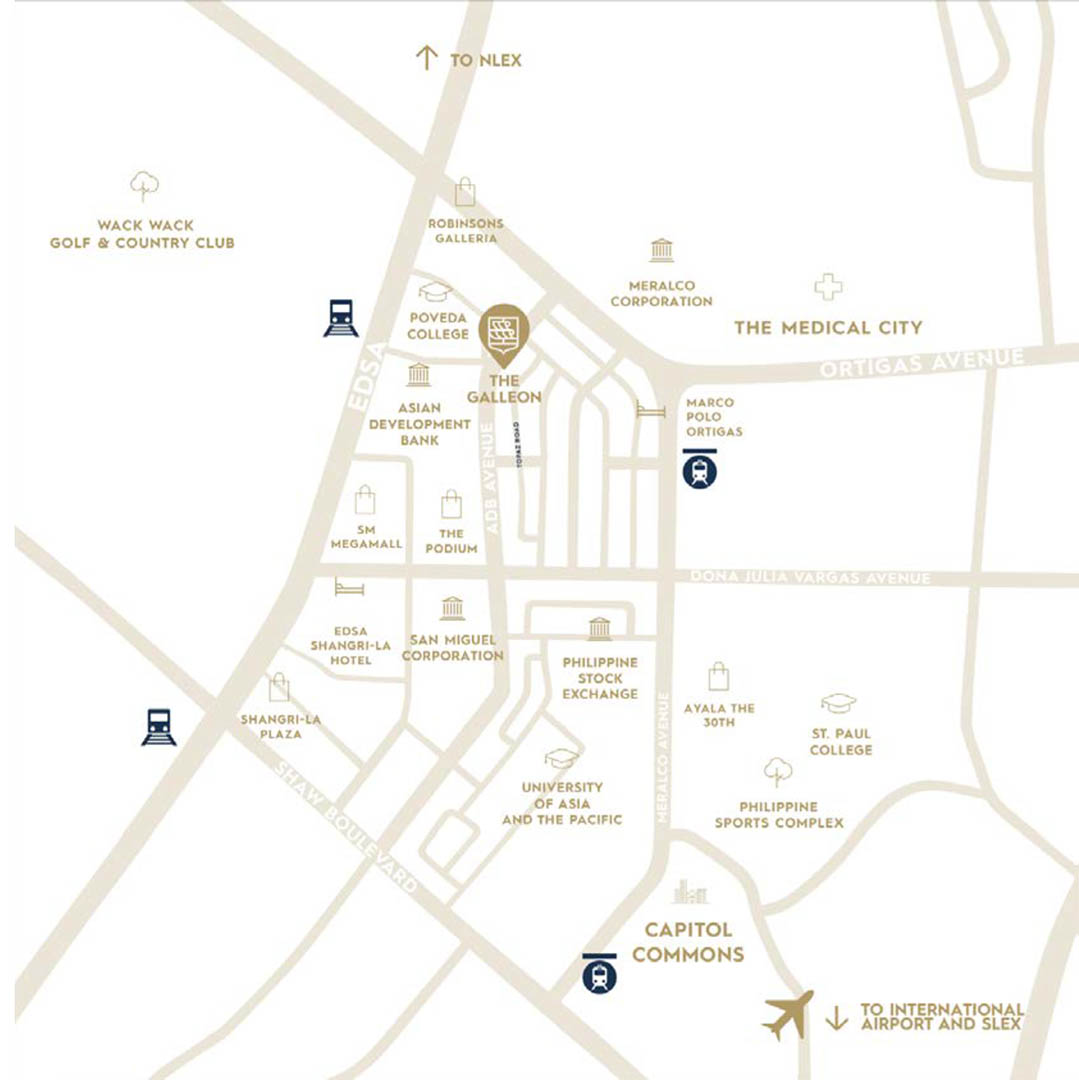 TO NLEX
WACK WACK
GOLF & COUNTRY CLUB
ROBINSONS
GALLERIA
MERALCO
CORPORATION
THE MEDICAL CITY
POVEDA
COLLEGE
ORTIGAS AVENUE
EDSA
THE
GALLEON
ASIAN
DEVELOPMENT
BANK
MARCO
POLO
ORTIGAS
TOPAZ ROAD
ADB AVENUE
SM
MEGAMALL
THE
PODIUM
DONA JULIA VARGAS AVENUE
EDSA
SHANGRI-LA
HOTEL
SAN MIGUEL
CORPORATION
PHILIPPINE
STOCK
EXCHANGE
SHANGRI-LA
PLAZA
AYALA THE
30TH
ST. PAUL
COLLEGE
MERALCO AVENUE
SHAW BOULEVARD
UNIVERSITY
OF ASIA
AND THE PACIFIC
PHILIPPINE
SPORTS COMPLEX
CAPITOL
COMMONS
TO INTERNATIONAL
AIRPORT AND SLEX